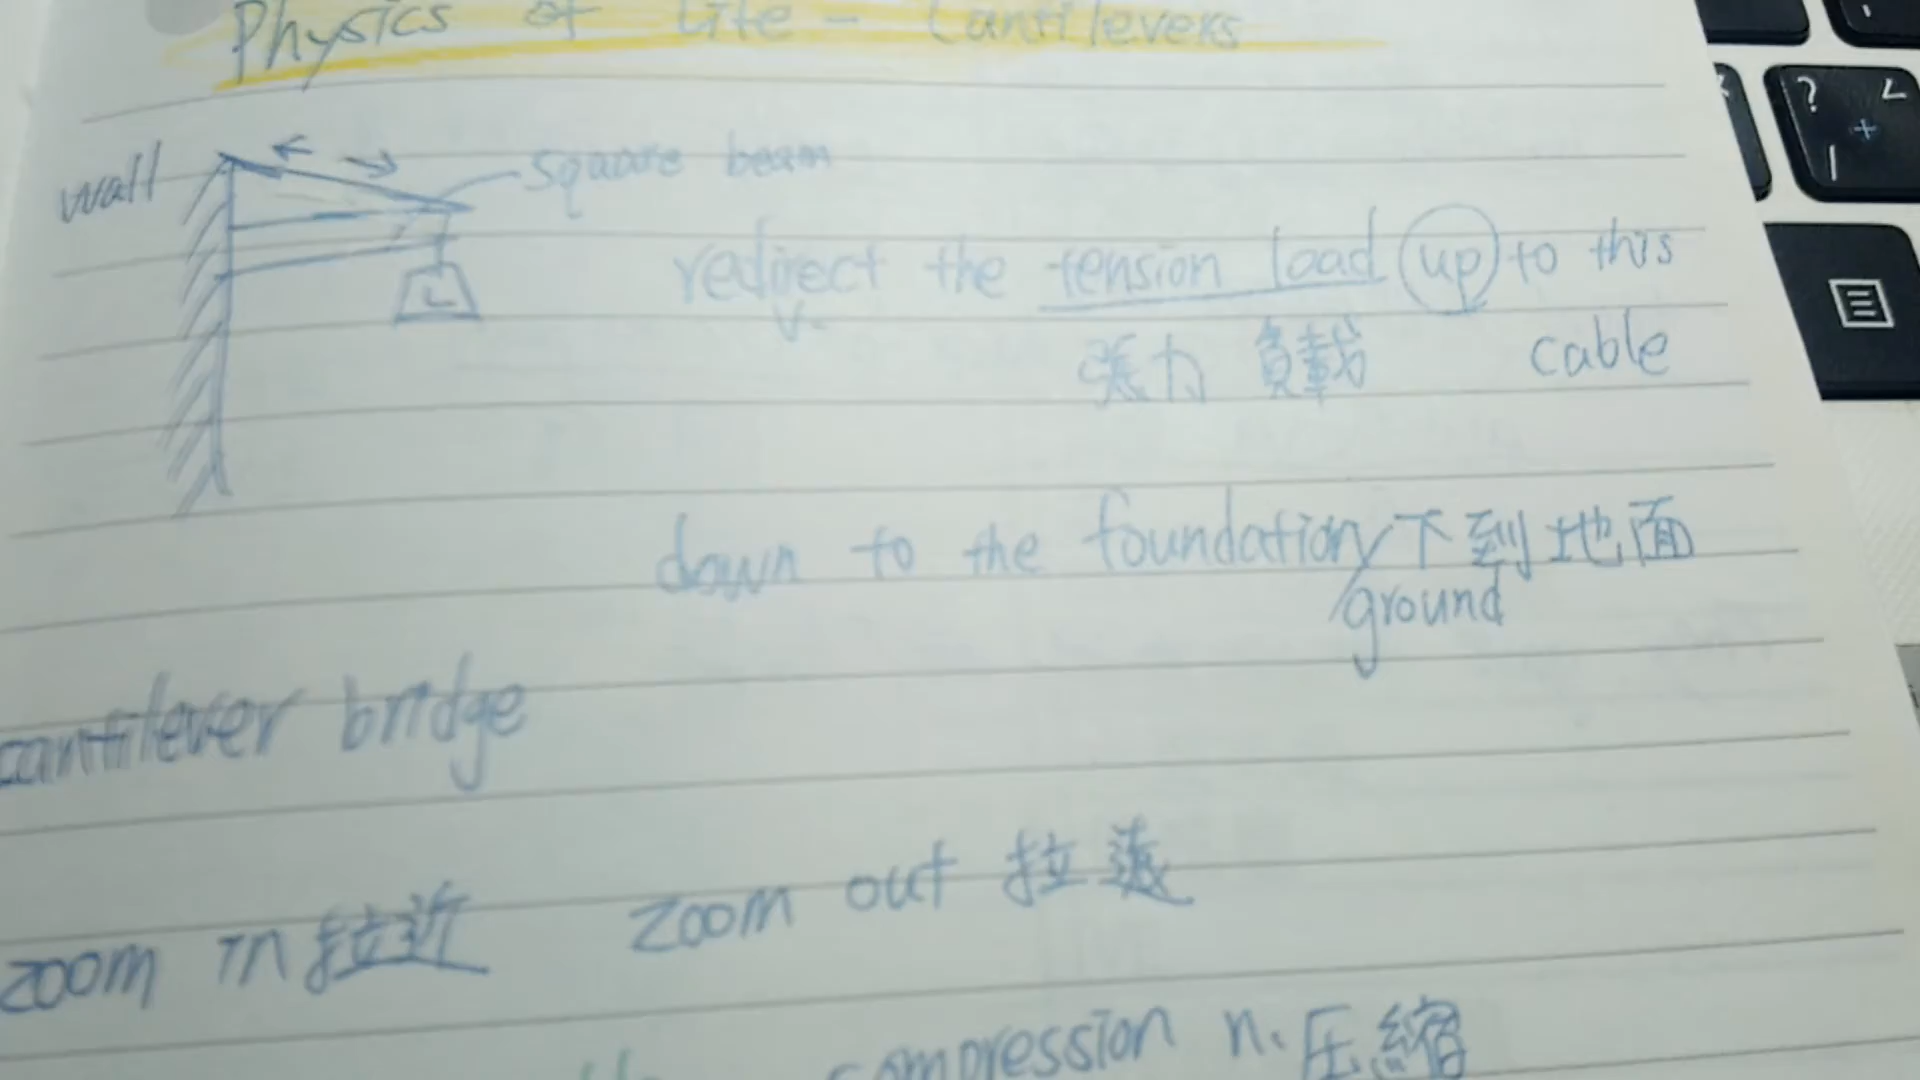 Physics of Life - Cantilevers
wall
square beam
L
redirect the tension load up to this
v.
張力 負載 cable
down to the foundation 下到地面
ground
cantilever bridge
zoom in 拉近 zoom out 拉遠
compression n. 压縮
?